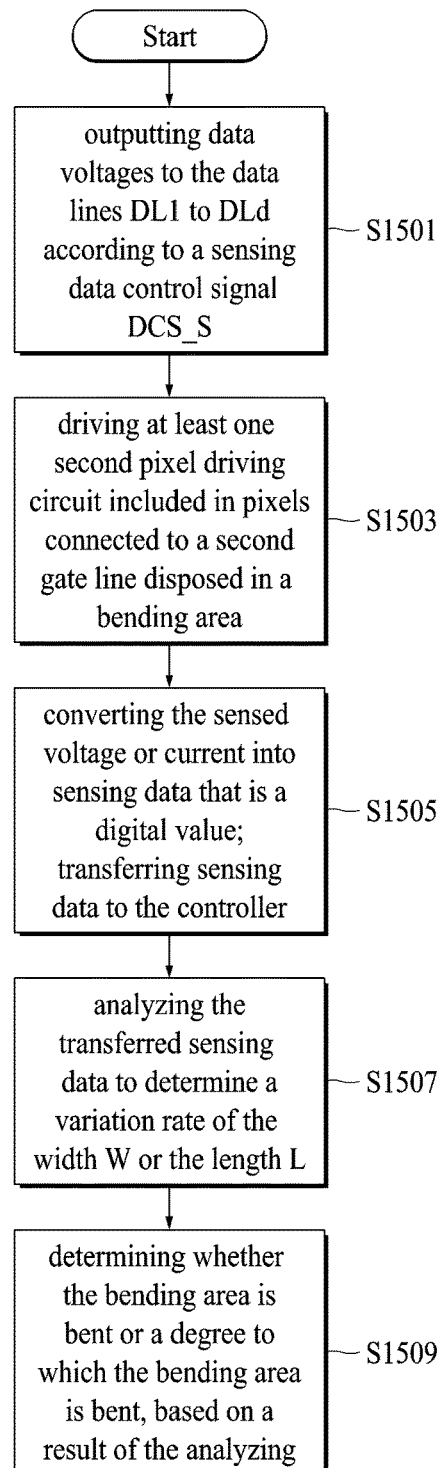 Start
outputting data
voltages to the data
lines DL1 to DLd
according to a sensing
data control signal
DCS_S
S1501
driving at least one
second pixel driving
circuit included in pixels
connected to a second
gate line disposed in a
bending area
S1503
converting the sensed
voltage or current into
sensing data that is a
digital value;
transferring sensing
data to the controller
S1505
analyzing the
transferred sensing
data to determine a
variation rate of the
width W or the length L
S1507
determining whether
the bending area is
bent or a degree to
which the bending area
is bent, based on a
result of the analyzing
S1509